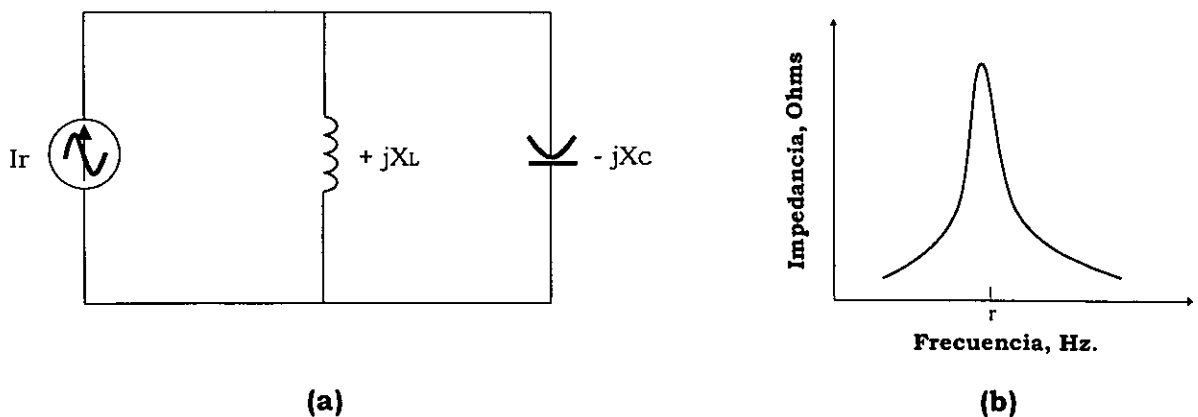 Ir
+ jXL
- jXC
(a)
Impedancia, Ohms
r
Frecuencia, Hz.
(b)